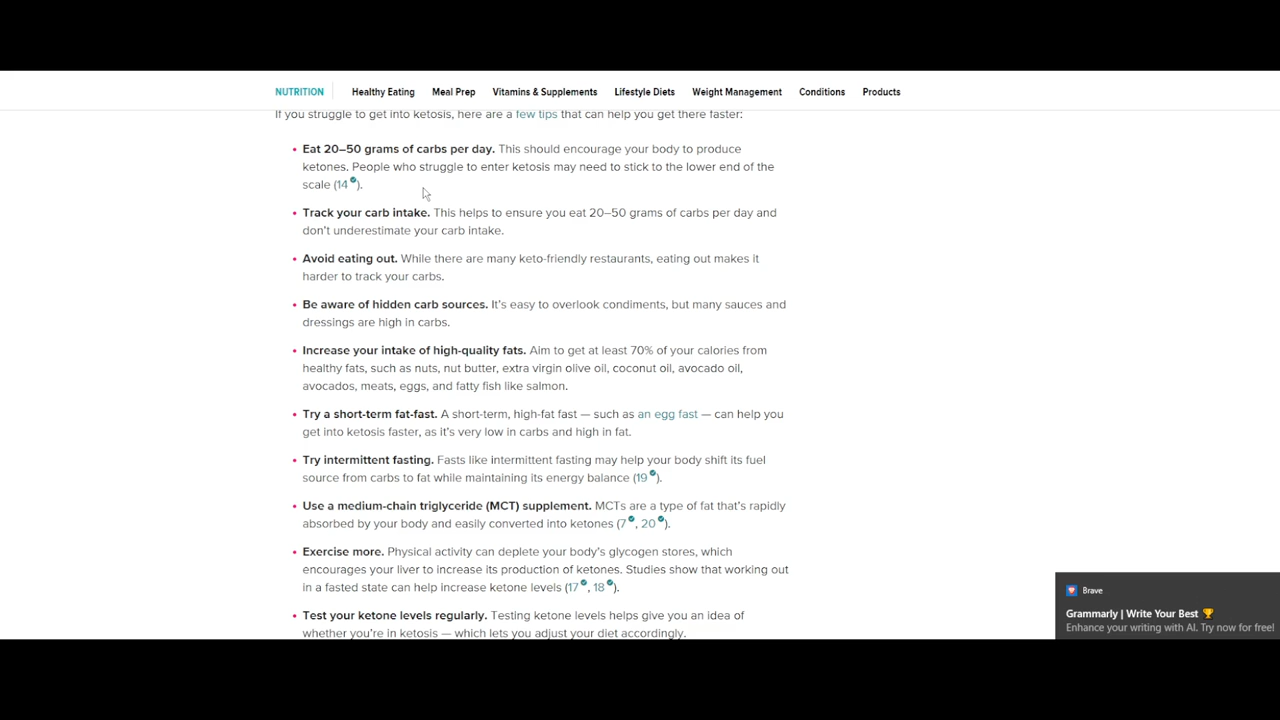 NUTRITION Healthy Eating Meal Prep Vitamins & Supplements Lifestyle Diets Weight Management Conditions Products
If you struggle to get into ketosis, here are a few tips that can help you get there faster:
• Eat 20–50 grams of carbs per day. This should encourage your body to produce
ketones. People who struggle to enter ketosis may need to stick to the lower end of the
scale (14).
• Track your carb intake. This helps to ensure you eat 20–50 grams of carbs per day and
don't underestimate your carb intake.
• Avoid eating out. While there are many keto-friendly restaurants, eating out makes it
harder to track your carbs.
• Be aware of hidden carb sources. It's easy to overlook condiments, but many sauces and
dressings are high in carbs.
• Increase your intake of high-quality fats. Aim to get at least 70% of your calories from
healthy fats, such as nuts, nut butter, extra virgin olive oil, coconut oil, avocado oil,
avocados, meats, eggs, and fatty fish like salmon.
• Try a short-term fat-fast. A short-term, high-fat fast — such as an egg fast — can help you
get into ketosis faster, as it's very low in carbs and high in fat.
• Try intermittent fasting. Fasts like intermittent fasting may help your body shift its fuel
source from carbs to fat while maintaining its energy balance (19).
• Use a medium-chain triglyceride (MCT) supplement. MCTs are a type of fat that's rapidly
absorbed by your body and easily converted into ketones (7, 20).
• Exercise more. Physical activity can deplete your body's glycogen stores, which
encourages your liver to increase its production of ketones. Studies show that working out
in a fasted state can help increase ketone levels (17, 18).
• Test your ketone levels regularly. Testing ketone levels helps give you an idea of
whether you're in ketosis — which lets you adjust your diet accordingly.
Brave
Grammarly | Write Your Best 🏆
Enhance your writing with AI. Try now for free!